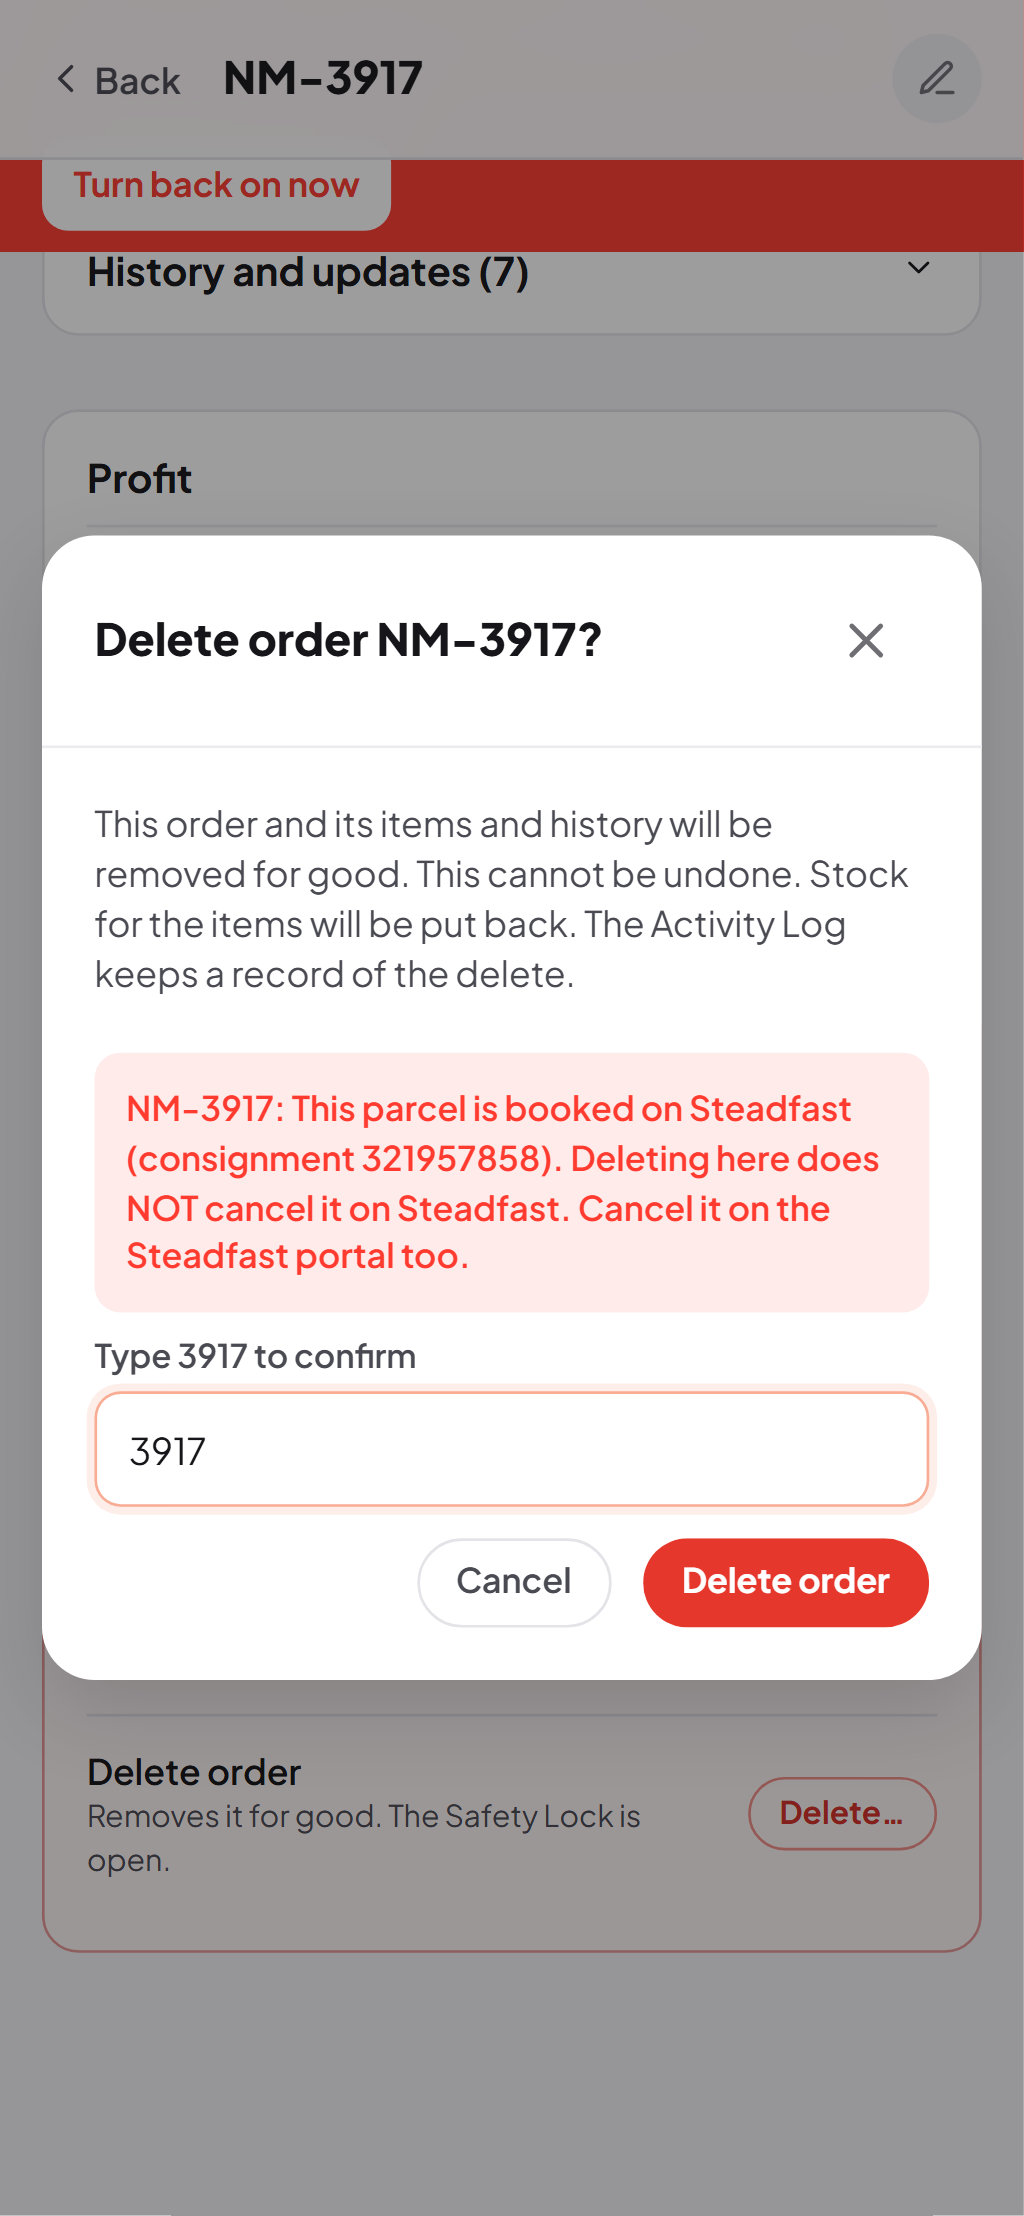 Back NM-3917
Turn back on now
History and updates (7)
Profit
Delete order NM-3917?
This order and its items and history will be
removed for good. This cannot be undone. Stock
for the items will be put back. The Activity Log
keeps a record of the delete.
NM-3917: This parcel is booked on Steadfast
(consignment 321957858). Deleting here does
NOT cancel it on Steadfast. Cancel it on the
Steadfast portal too.
Type 3917 to confirm
3917
Cancel Delete order
Delete order
Removes it for good. The Safety Lock is
open.
Delete...